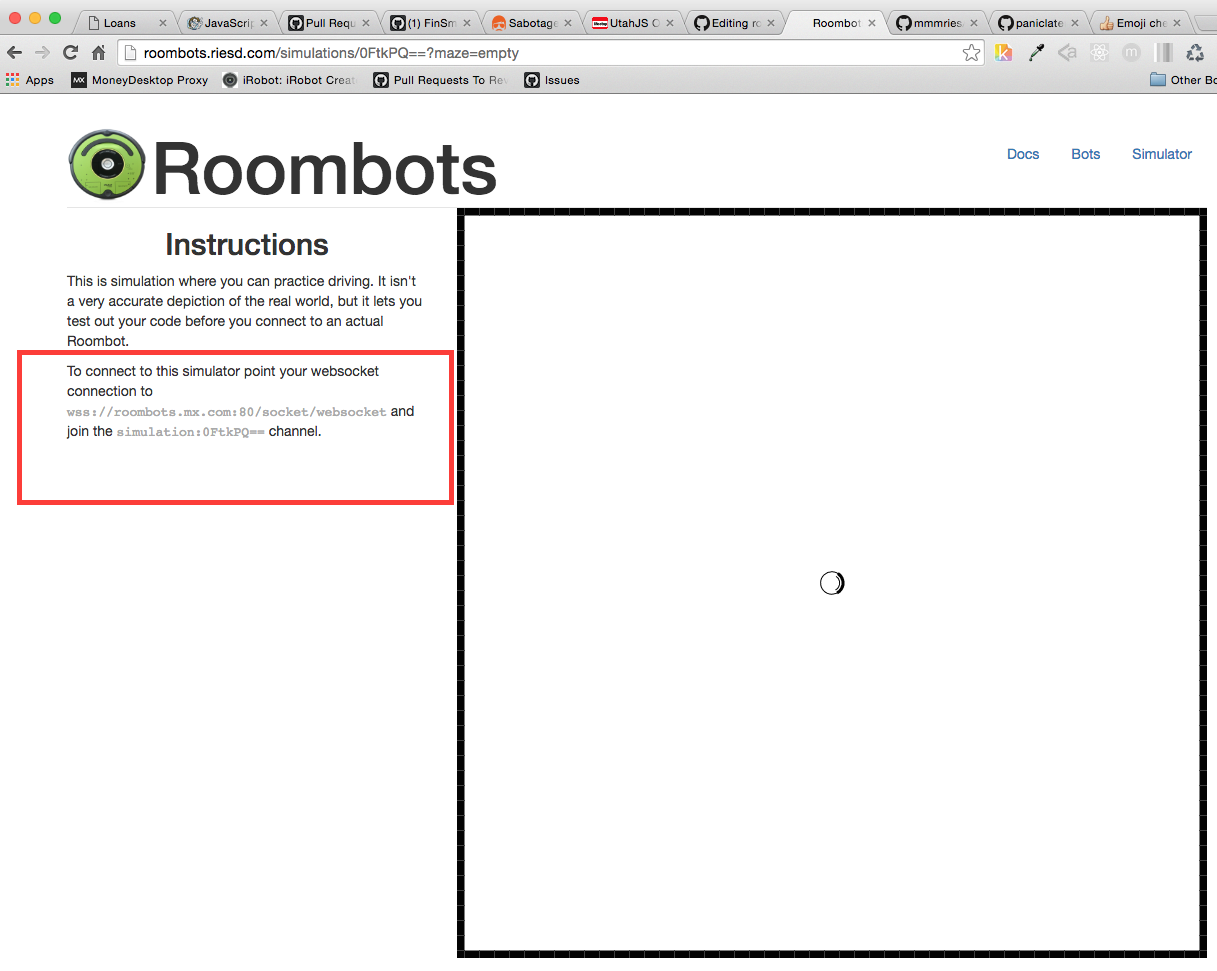 Loans
JavaScrip
Pull Requ
(1) FinSm
Sabotage
UtahJS O
Editing ro
Roombot
mmmries
paniclate
Emoji che
roombots.riesd.com/simulations/0FtkPQ==?maze=empty
Apps
MX MoneyDesktop Proxy
iRobot: iRobot Creat
Pull Requests To Rev
Issues
Other Bo
Roombots
Docs
Bots
Simulator
Instructions
This is simulation where you can practice driving. It isn't
a very accurate depiction of the real world, but it lets you
test out your code before you connect to an actual
Roombot.
To connect to this simulator point your websocket
connection to
wss://roombots.mx.com:80/socket/websocket and
join the simulation:0FtkPQ== channel.